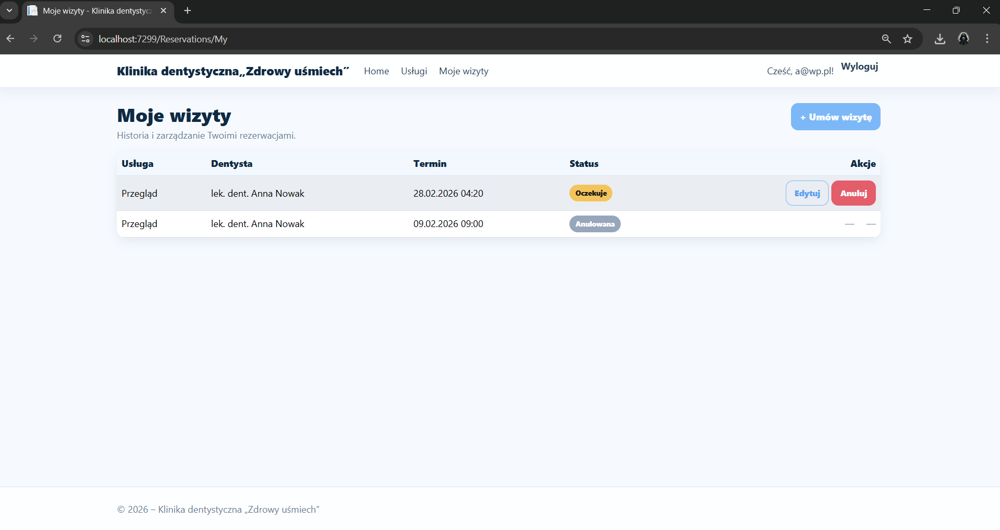 Moje wizyty - Klinika dentystycz
localhost:7299/Reservations/My
Klinika dentystyczna„Zdrowy uśmiech” Home Usługi Moje wizyty Cześć, a@wp.pl! Wyloguj
Moje wizyty
+ Umów wizytę
Historia i zarządzanie Twoimi rezerwacjami.
Usługa Dentysta Termin Status Akcje
Przegląd lek. dent. Anna Nowak 28.02.2026 04:20 Oczekuje Edytuj Anuluj
Przegląd lek. dent. Anna Nowak 09.02.2026 09:00 Anulowana — —
© 2026 – Klinika dentystyczna „Zdrowy uśmiech”